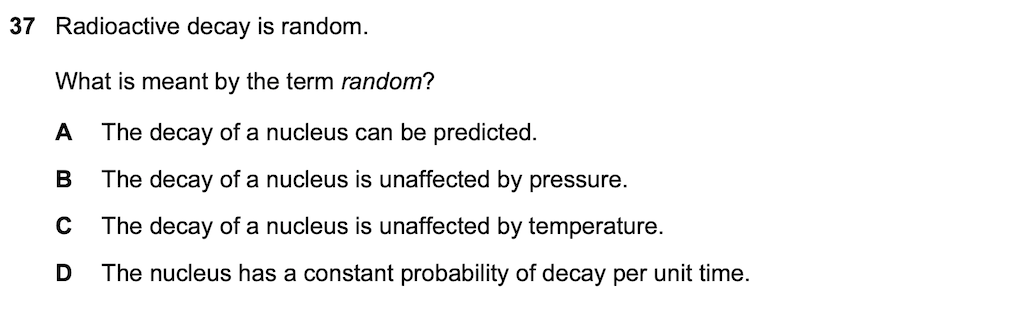 37 Radioactive decay is random.
What is meant by the term random?
A The decay of a nucleus can be predicted.
B The decay of a nucleus is unaffected by pressure.
C The decay of a nucleus is unaffected by temperature.
D The nucleus has a constant probability of decay per unit time.